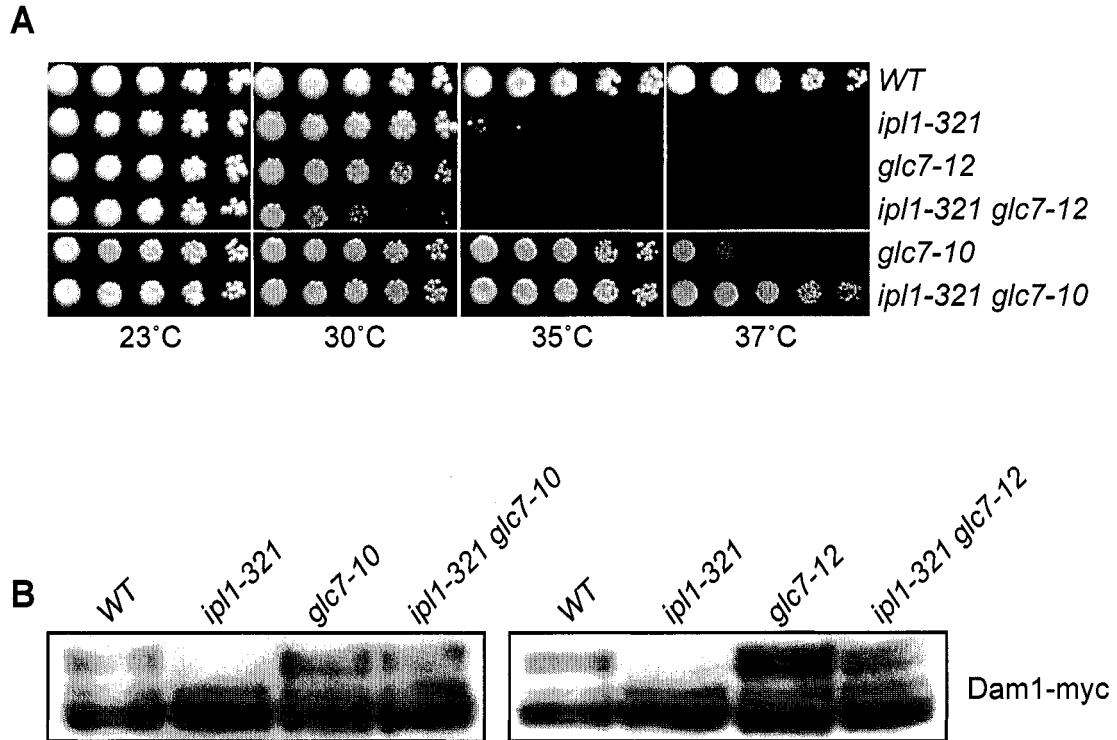 A
WT
ipl1-321
glc7-12
ipl1-321 glc7-12
glc7-10
ipl1-321 glc7-10
23°C 30°C 35°C 37°C
B
WT ipl1-321 glc7-10 ipl1-321 glc7-10
WT ipl1-321 glc7-12 ipl1-321 glc7-12
Dam1-myc